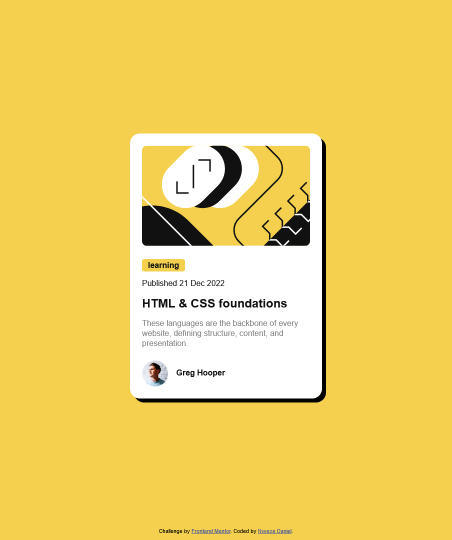 learning
Published 21 Dec 2022
HTML & CSS foundations
These languages are the backbone of every
website, defining structure, content, and
presentation.
Greg Hooper
Challenge by Frontend Mentor. Coded by Nweze Daniel.